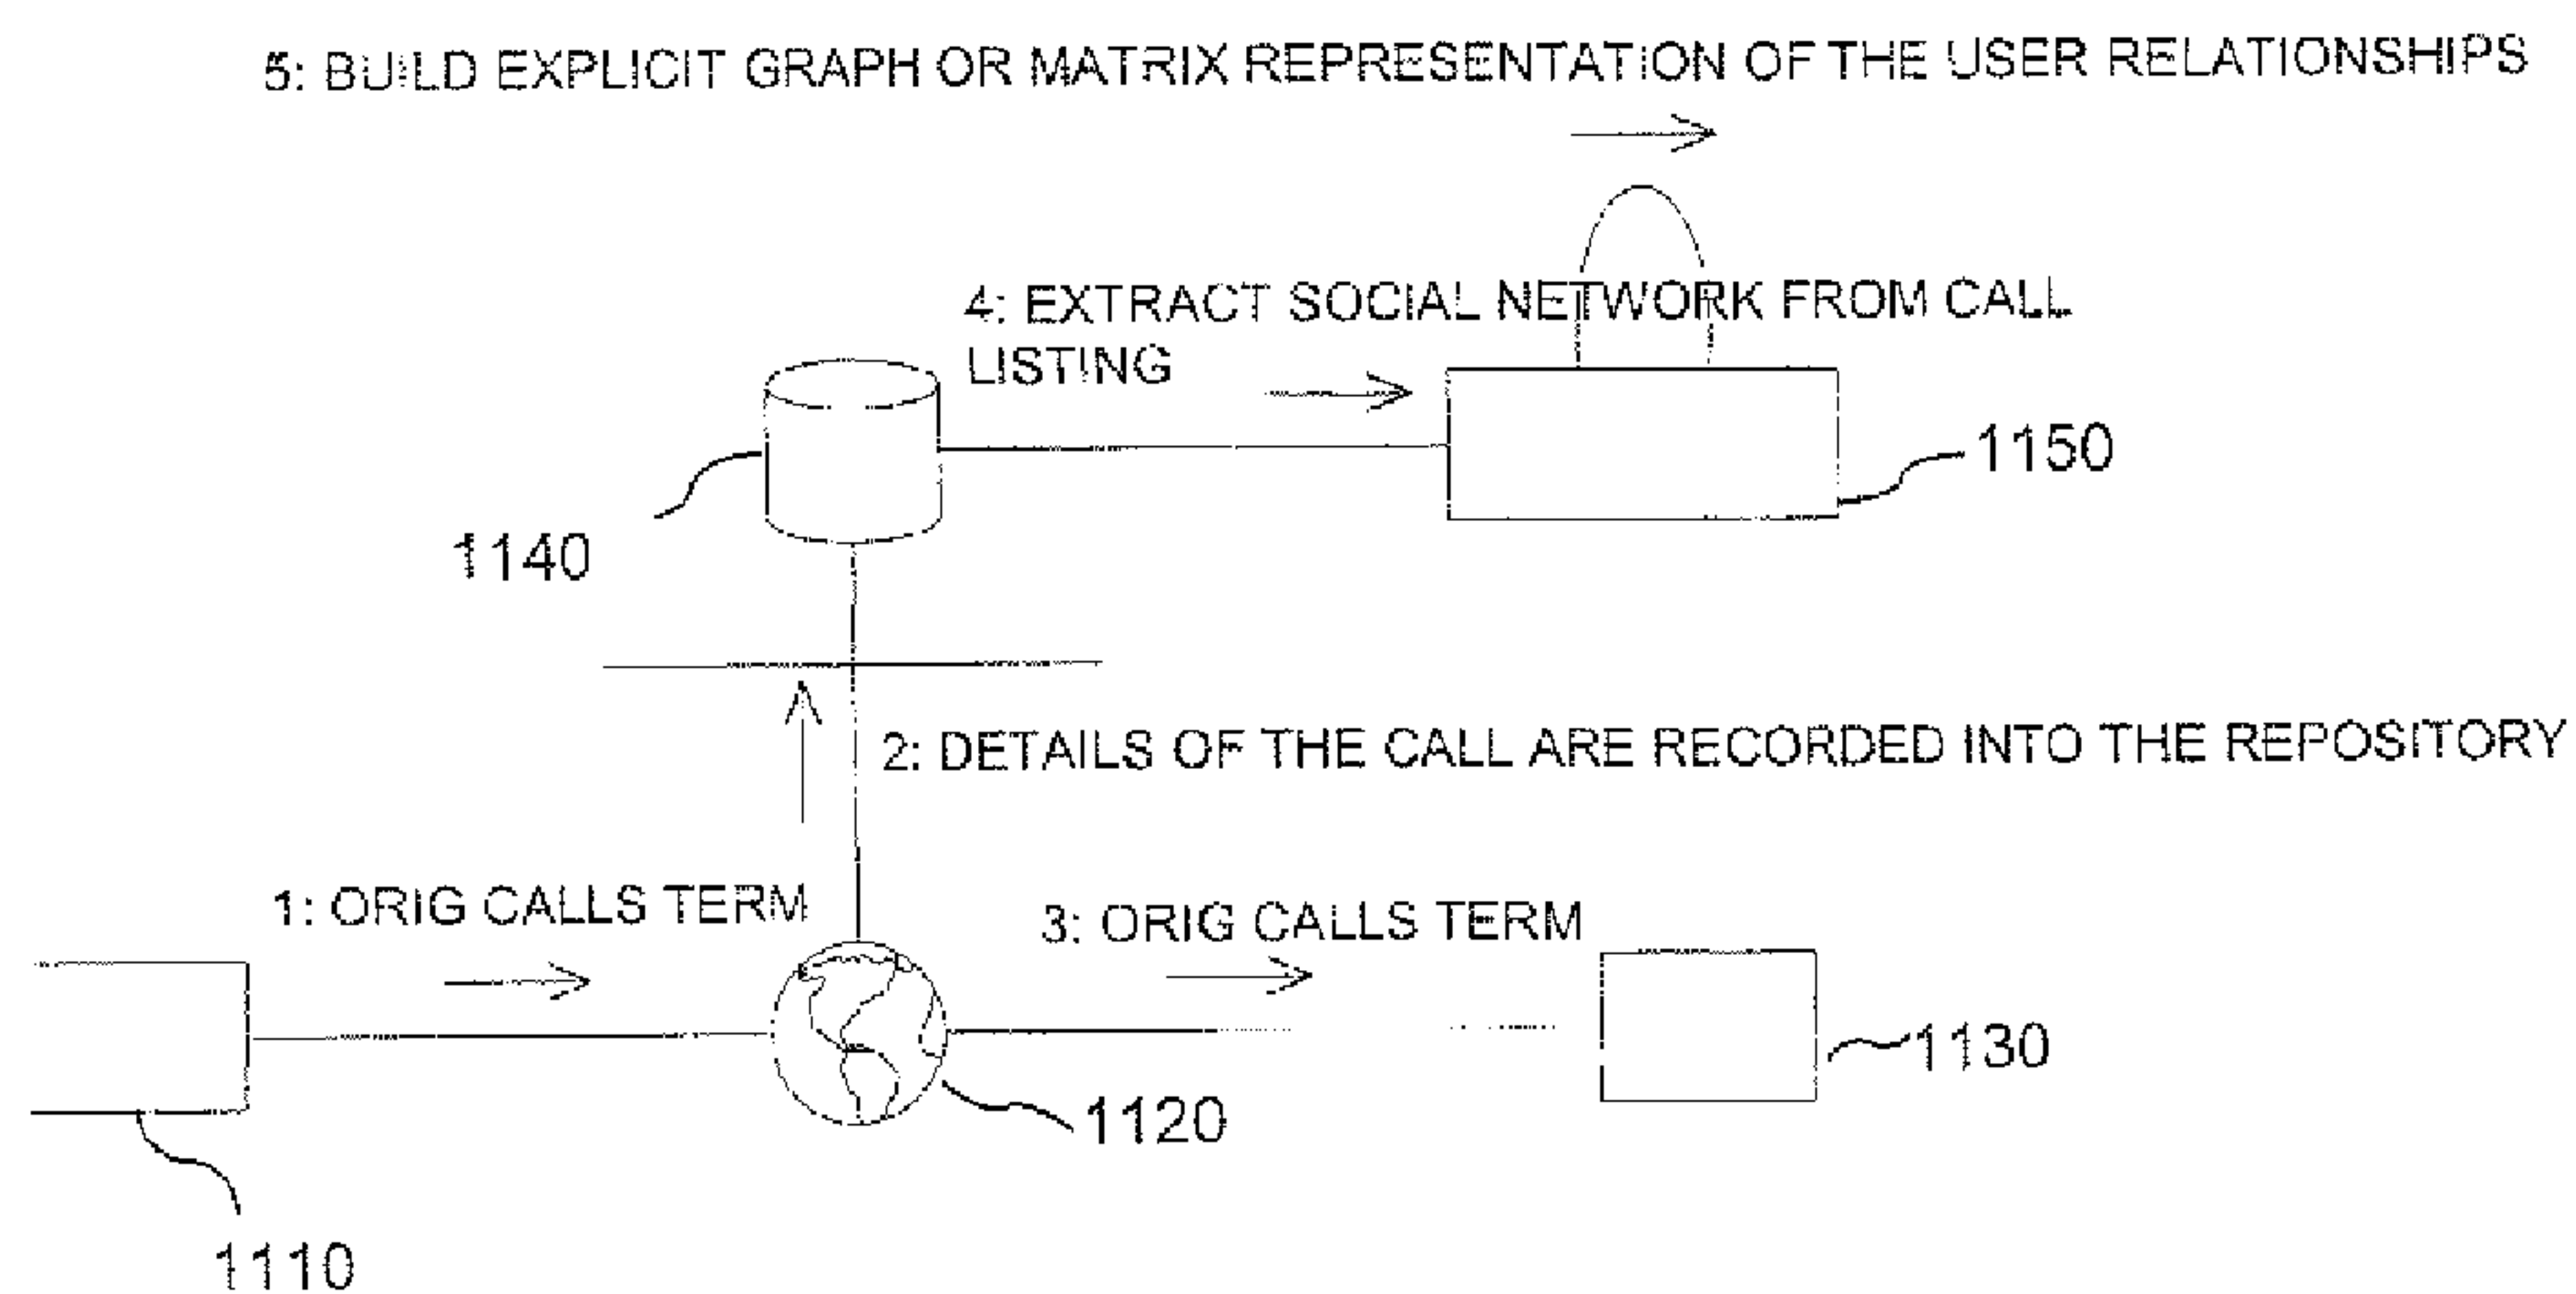 5: BUILD EXPLICIT GRAPH OR MATRIX REPRESENTATION OF THE USER RELATIONSHIPS
4: EXTRACT SOCIAL NETWORK FROM CALL
LISTING
1150
1140
2: DETAILS OF THE CALL ARE RECORDED INTO THE REPOSITORY
1: ORIG CALLS TERM
3: ORIG CALLS TERM
1130
1120
1110